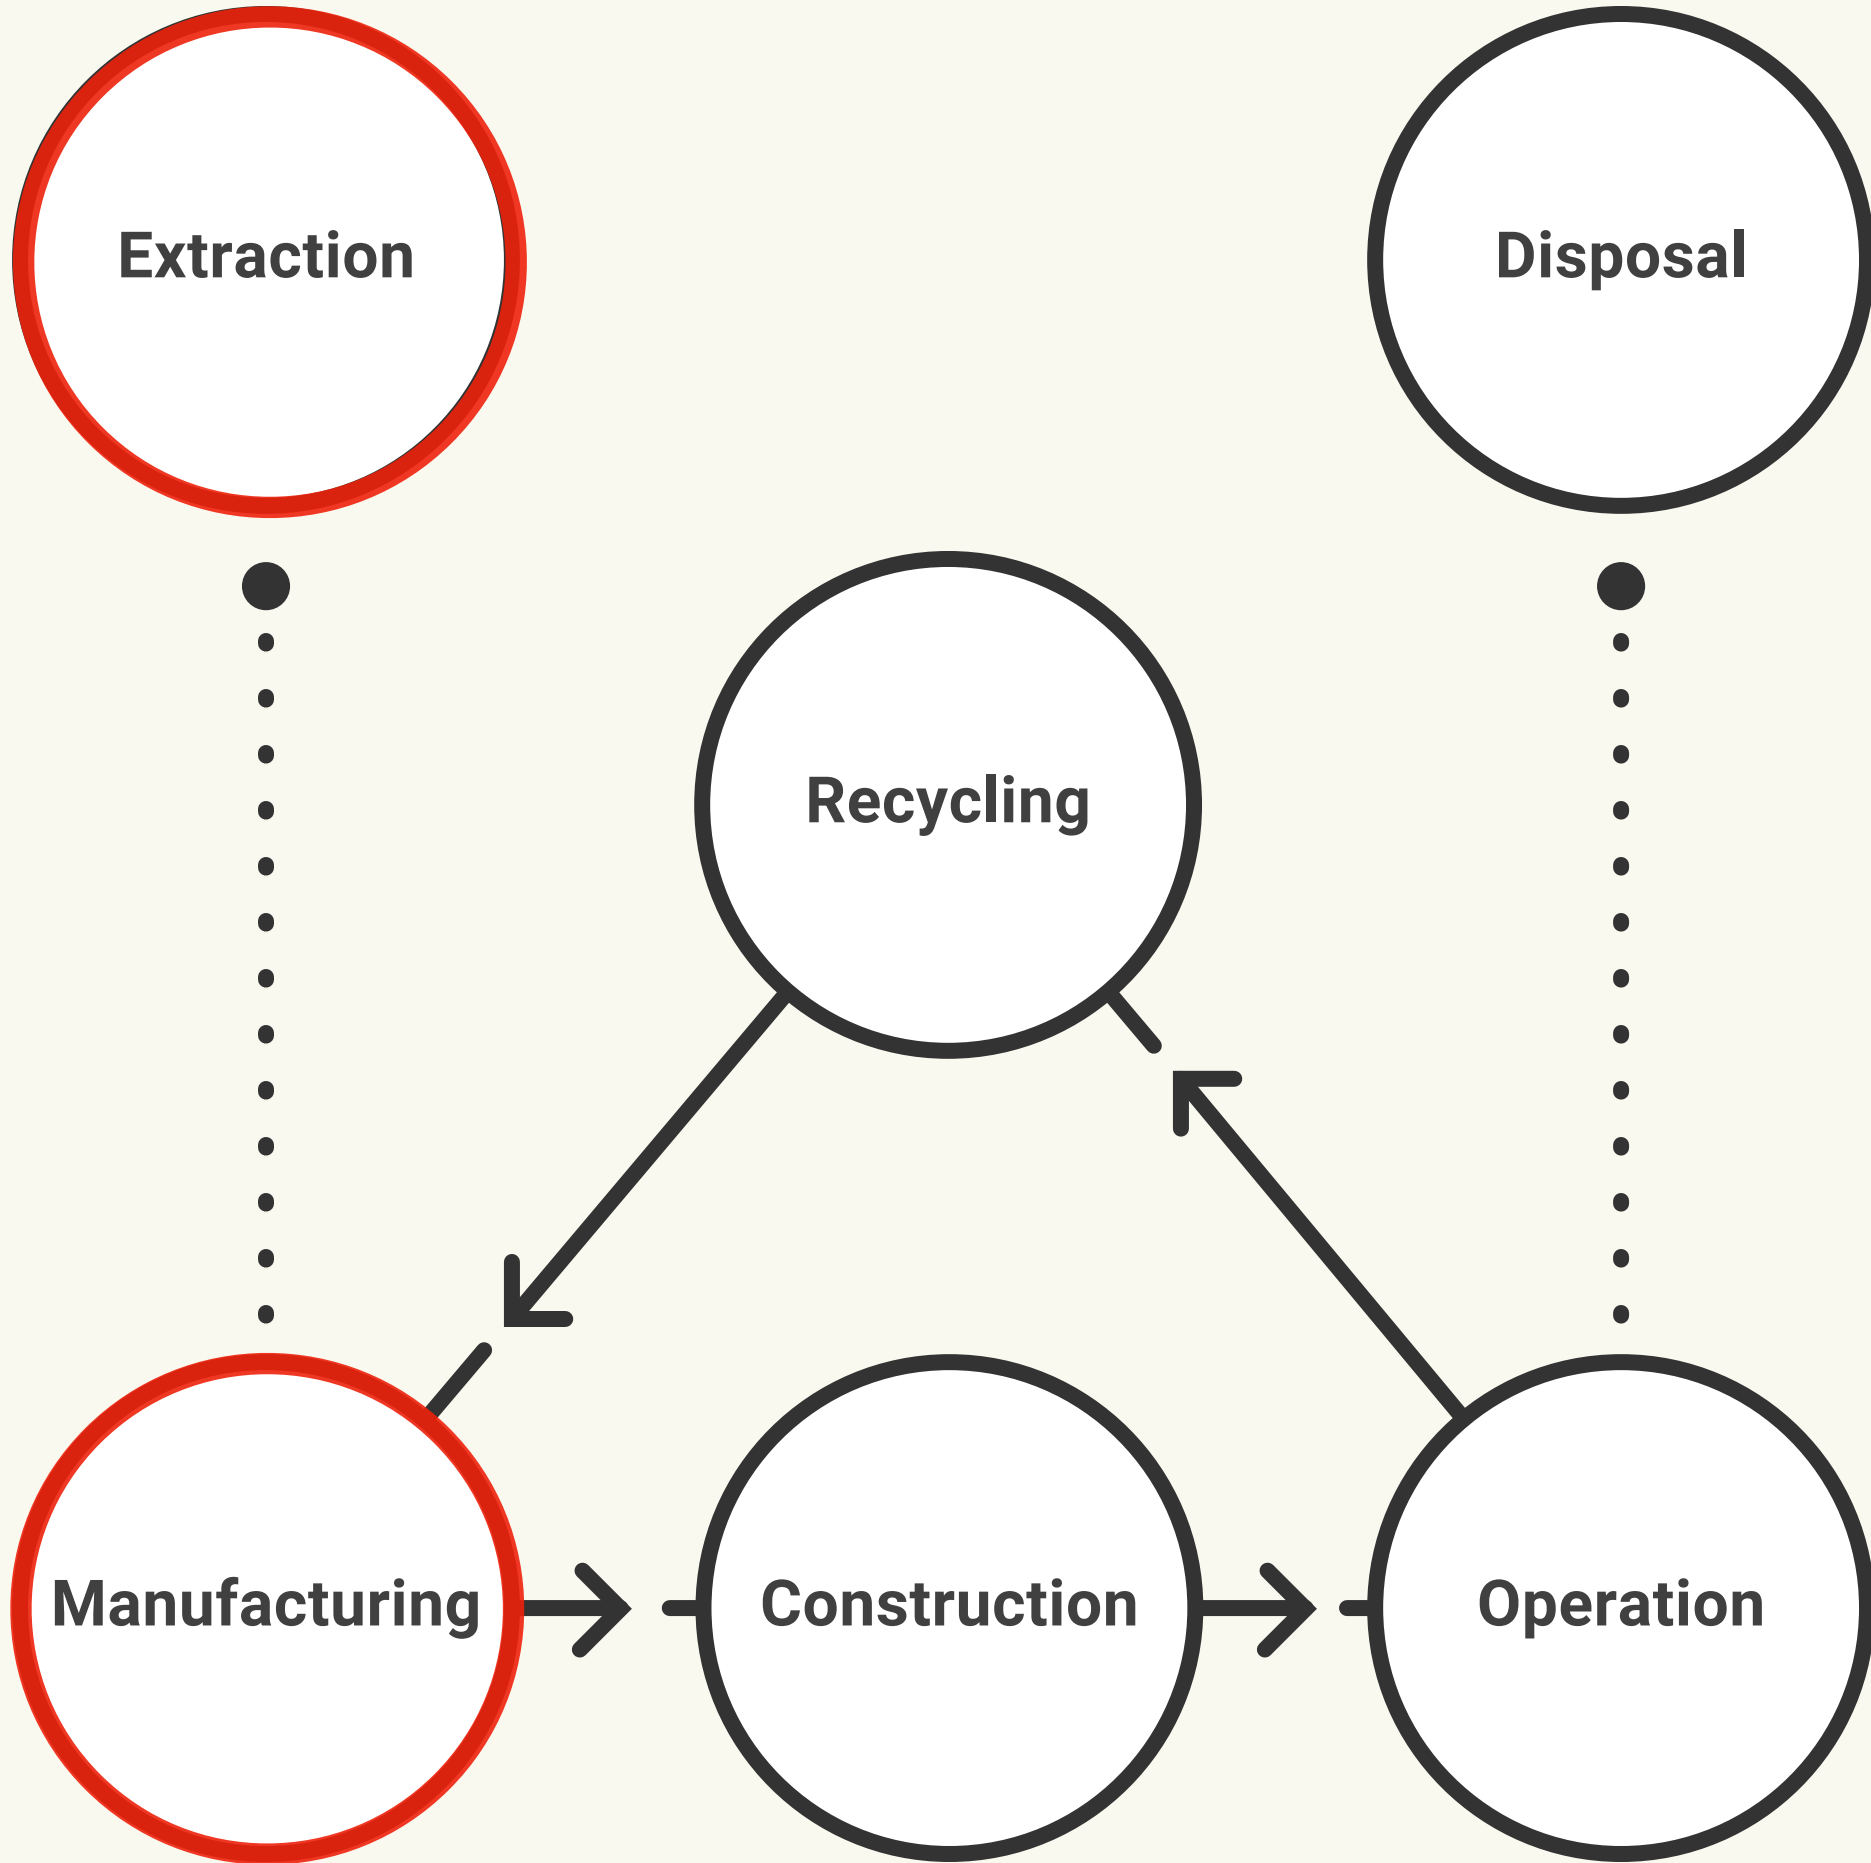 Extraction
Disposal
Recycling
Manufacturing
Construction
Operation